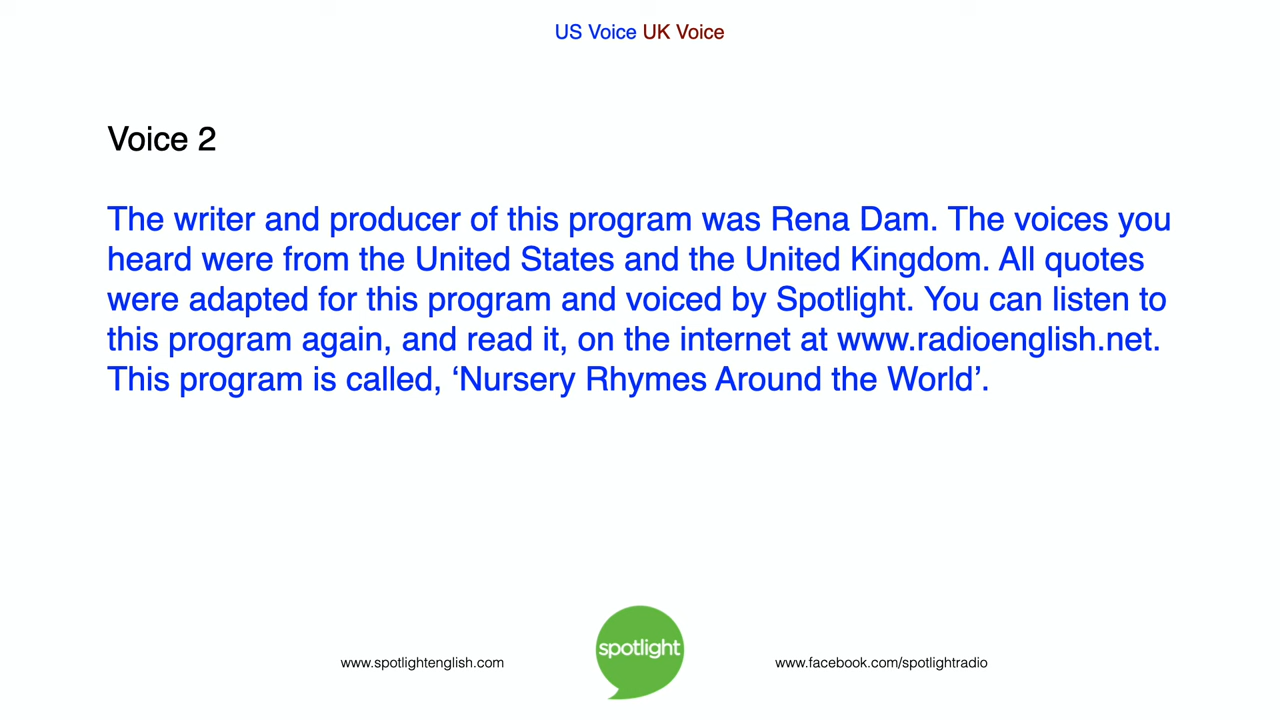 US Voice UK Voice
Voice 2
The writer and producer of this program was Rena Dam. The voices you
heard were from the United States and the United Kingdom. All quotes
were adapted for this program and voiced by Spotlight. You can listen to
this program again, and read it, on the internet at www.radioenglish.net.
This program is called, ‘Nursery Rhymes Around the World’.
www.spotlightenglish.com
spotlight
www.facebook.com/spotlightradio